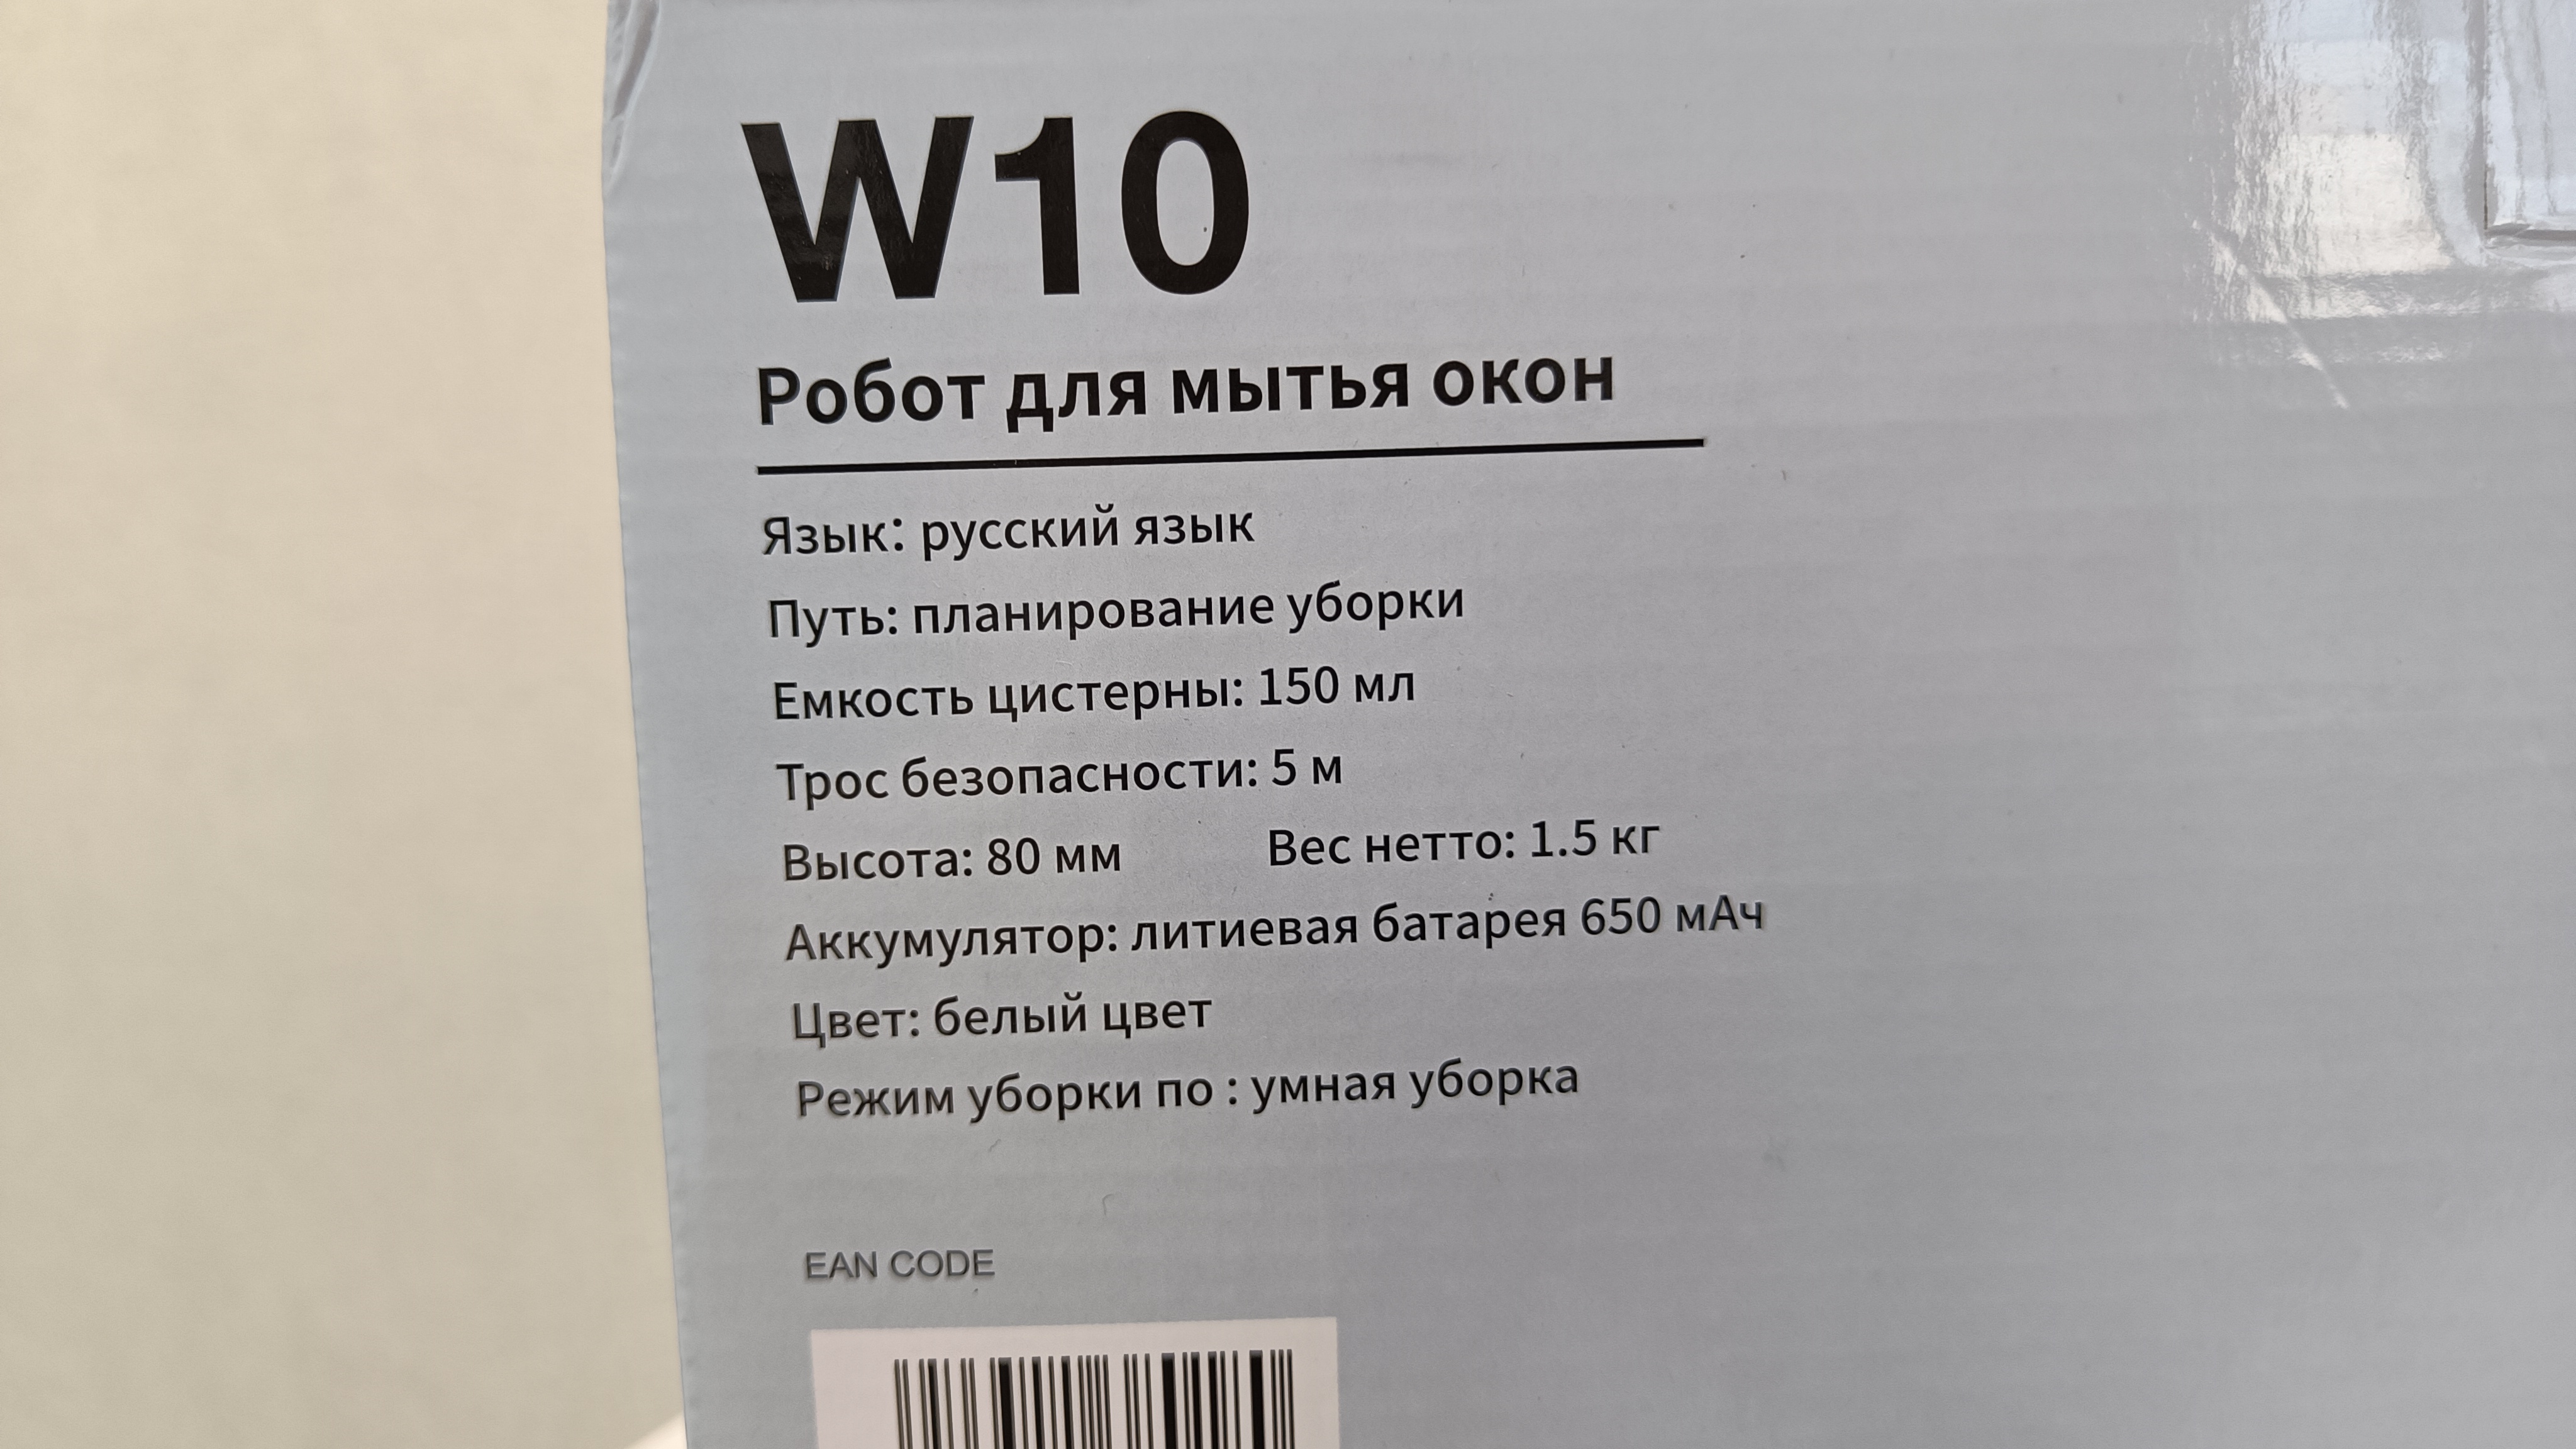 W10
Робот для мытья окон
Язык: русский язык
Путь: планирование уборки
Емкость цистерны: 150 мл
Трос безопасности: 5 м
Высота: 80 мм Вес нетто: 1.5 кг
Аккумулятор: литиевая батарея 650 мАч
Цвет: белый цвет
Режим уборки по : умная уборка
EAN CODE